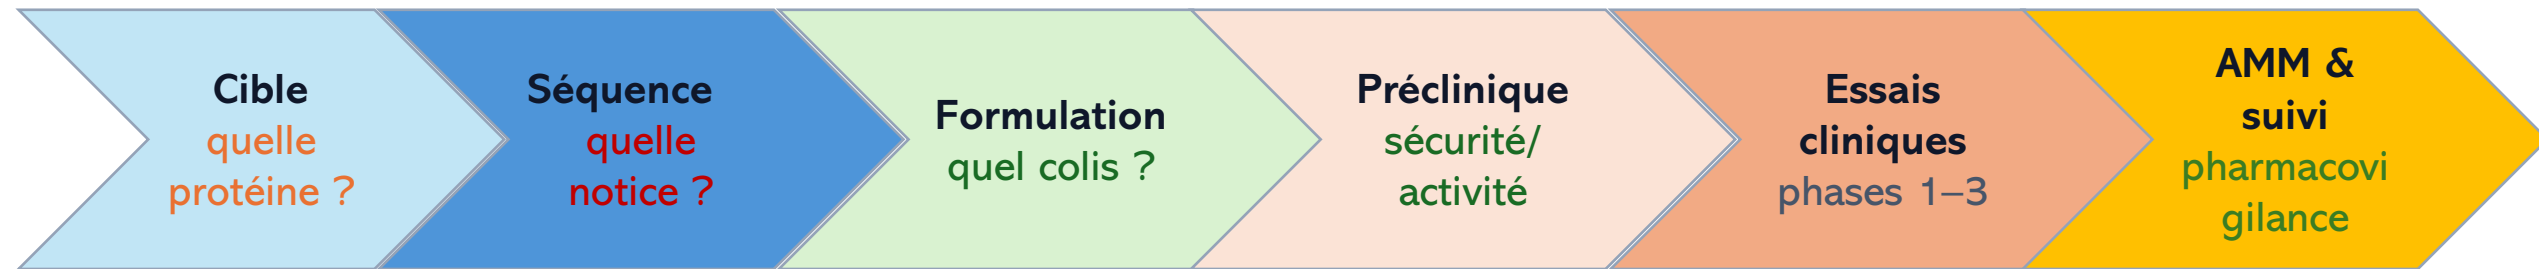 Cible
quelle
protéine ?
Séquence
quelle
notice ?
Formulation
quel colis ?
Préclinique
sécurité/
activité
Essais
cliniques
phases 1–3
AMM &
suivi
pharmacovi
gilance